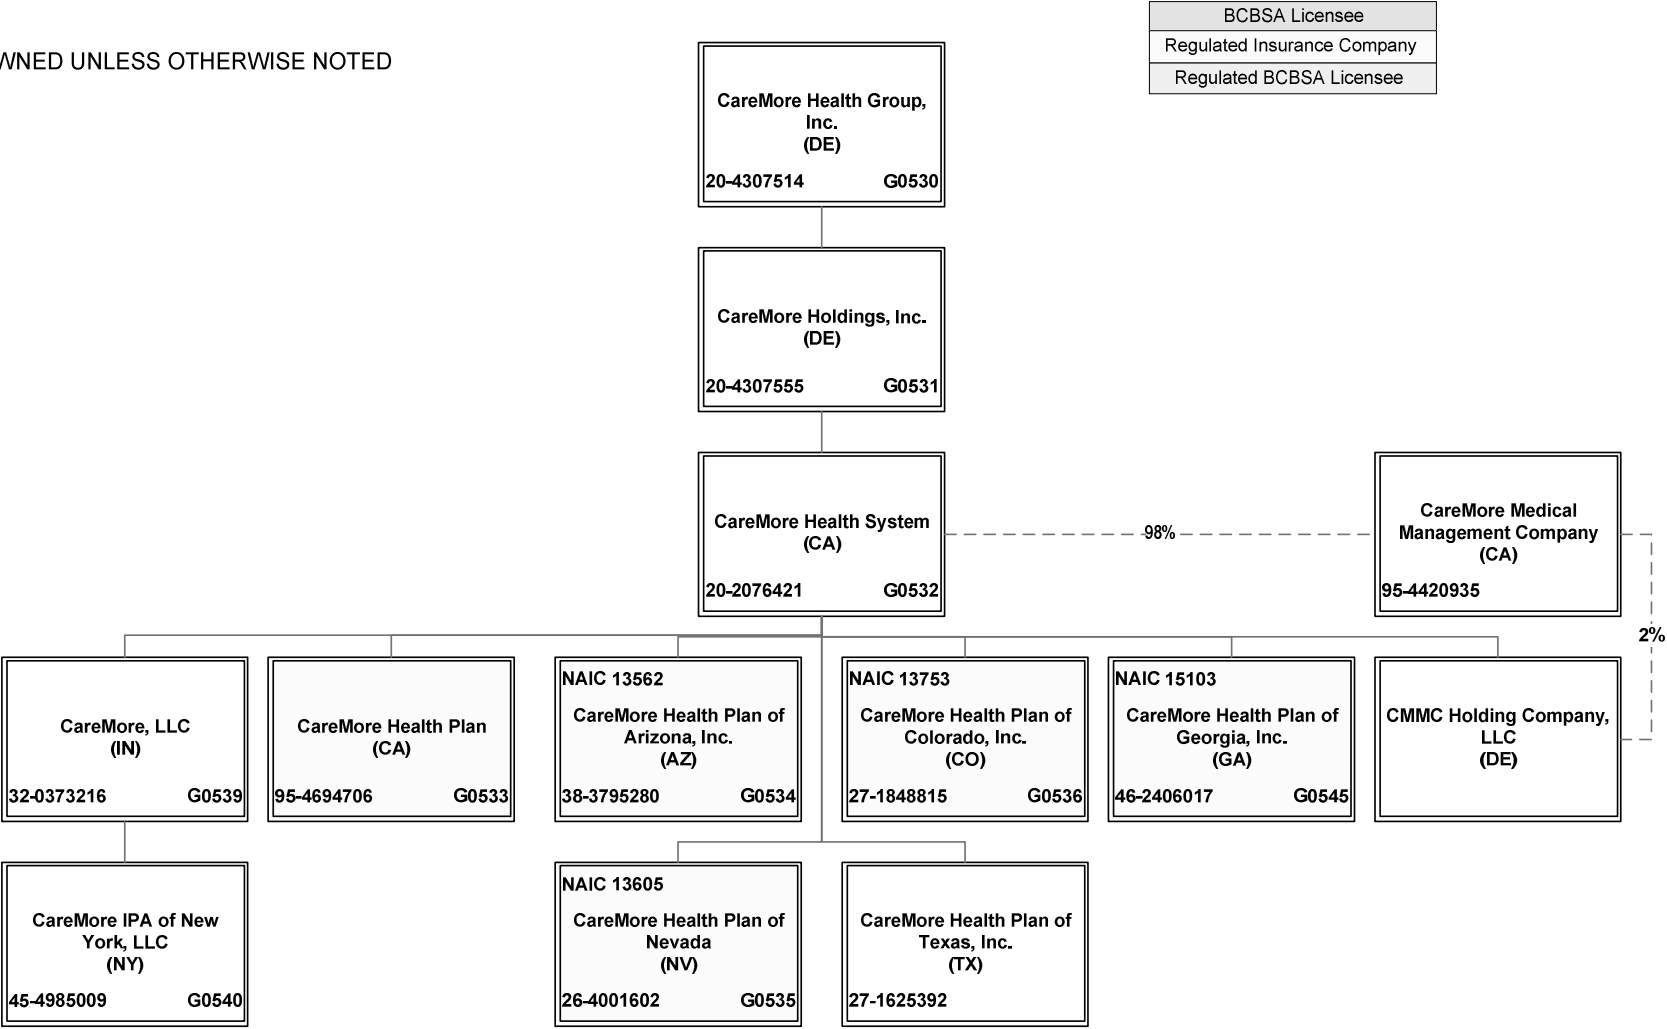 BCBSA Licensee
Regulated Insurance Company
Regulated BCBSA Licensee
WNED UNLESS OTHERWISE NOTED
CareMore Health Group,
Inc.
(DE)
20-4307514 G0530
CareMore Holdings, Inc.
(DE)
20-4307555 G0531
CareMore Health System
(CA)
20-2076421 G0532
98%
CareMore Medical
Management Company
(CA)
95-4420935
2%
CareMore, LLC
(IN)
32-0373216 G0539
CareMore Health Plan
(CA)
95-4694706 G0533
NAIC 13562
CareMore Health Plan of
Arizona, Inc.
(AZ)
38-3795280 G0534
NAIC 13753
CareMore Health Plan of
Colorado, Inc.
(CO)
27-1848815 G0536
NAIC 15103
CareMore Health Plan of
Georgia, Inc.
(GA)
46-2406017 G0545
CMMC Holding Company,
LLC
(DE)
CareMore IPA of New
York, LLC
(NY)
45-4985009 G0540
NAIC 13605
CareMore Health Plan of
Nevada
(NV)
26-4001602 G0535
CareMore Health Plan of
Texas, Inc.
(TX)
27-1625392